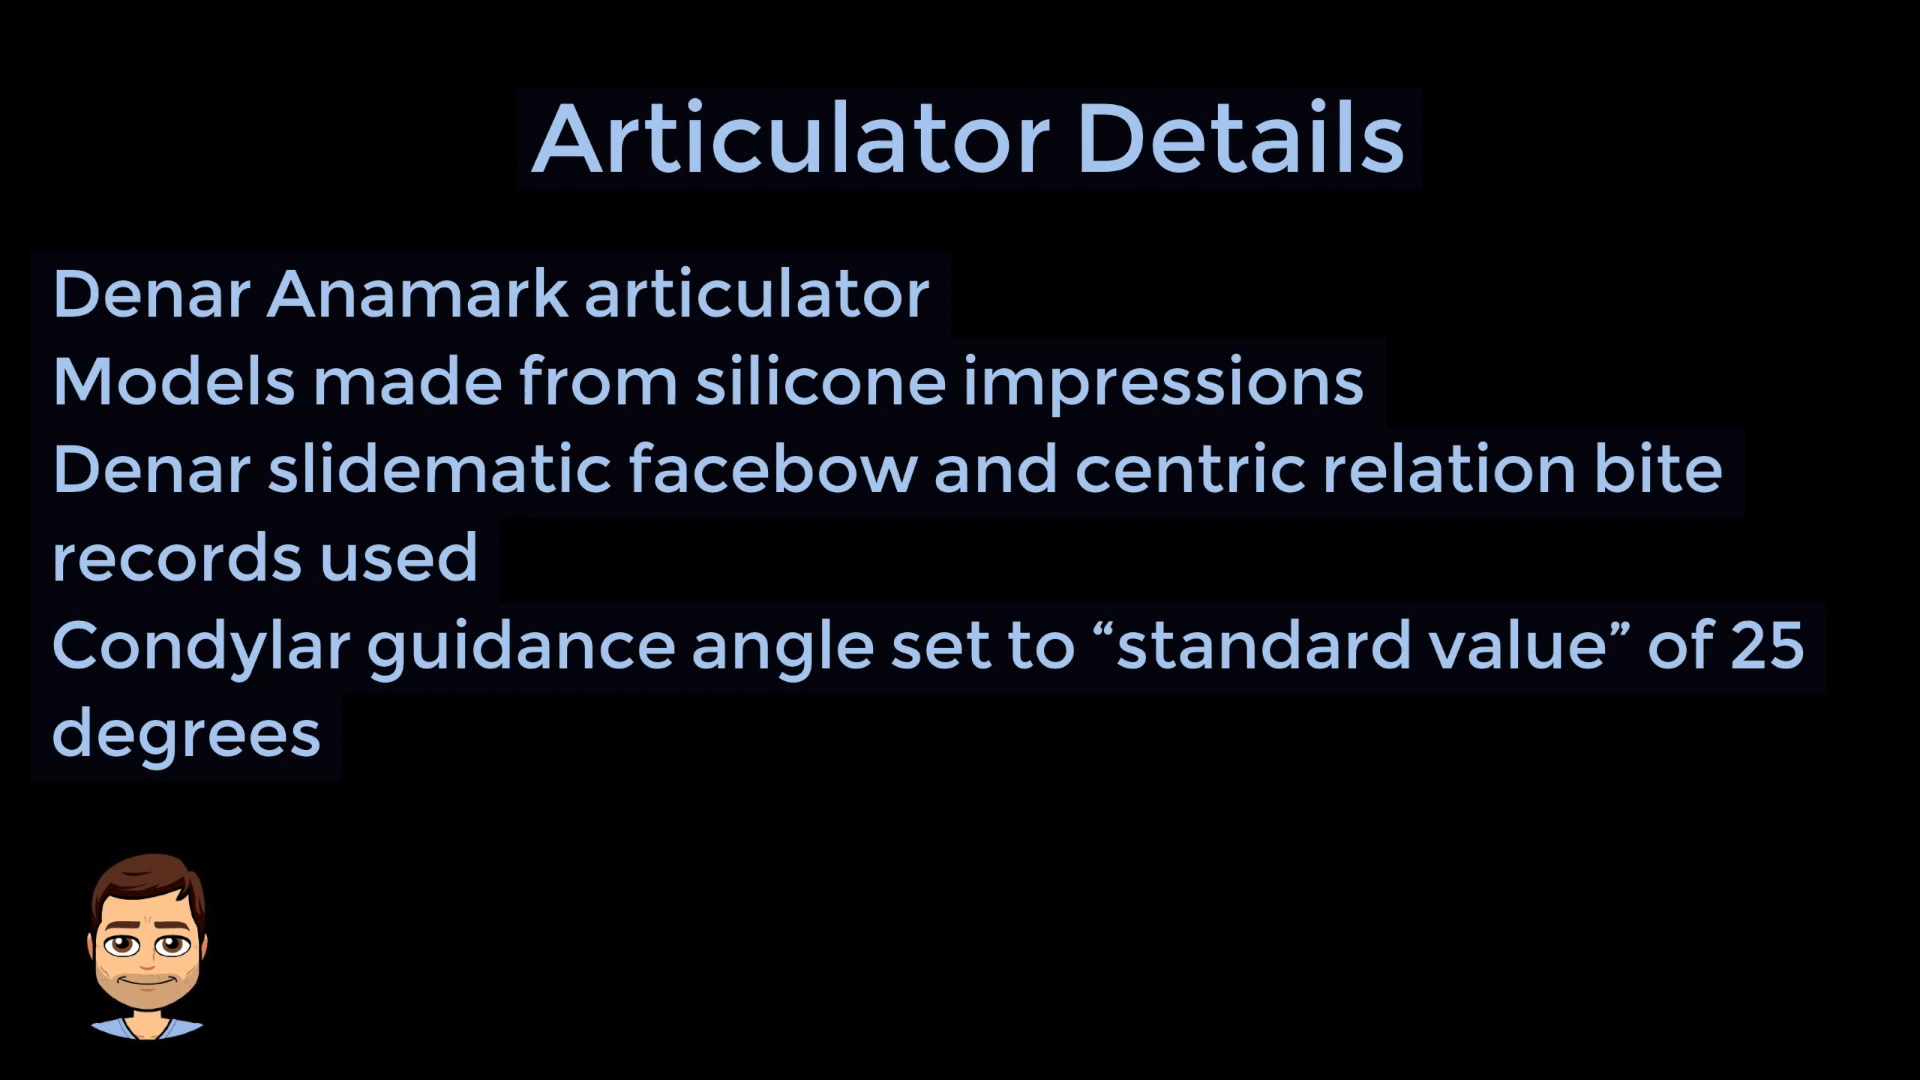 Articulator Details
Denar Anamark articulator
Models made from silicone impressions
Denar slidematic facebow and centric relation bite
records used
Condylar guidance angle set to “standard value” of 25
degrees